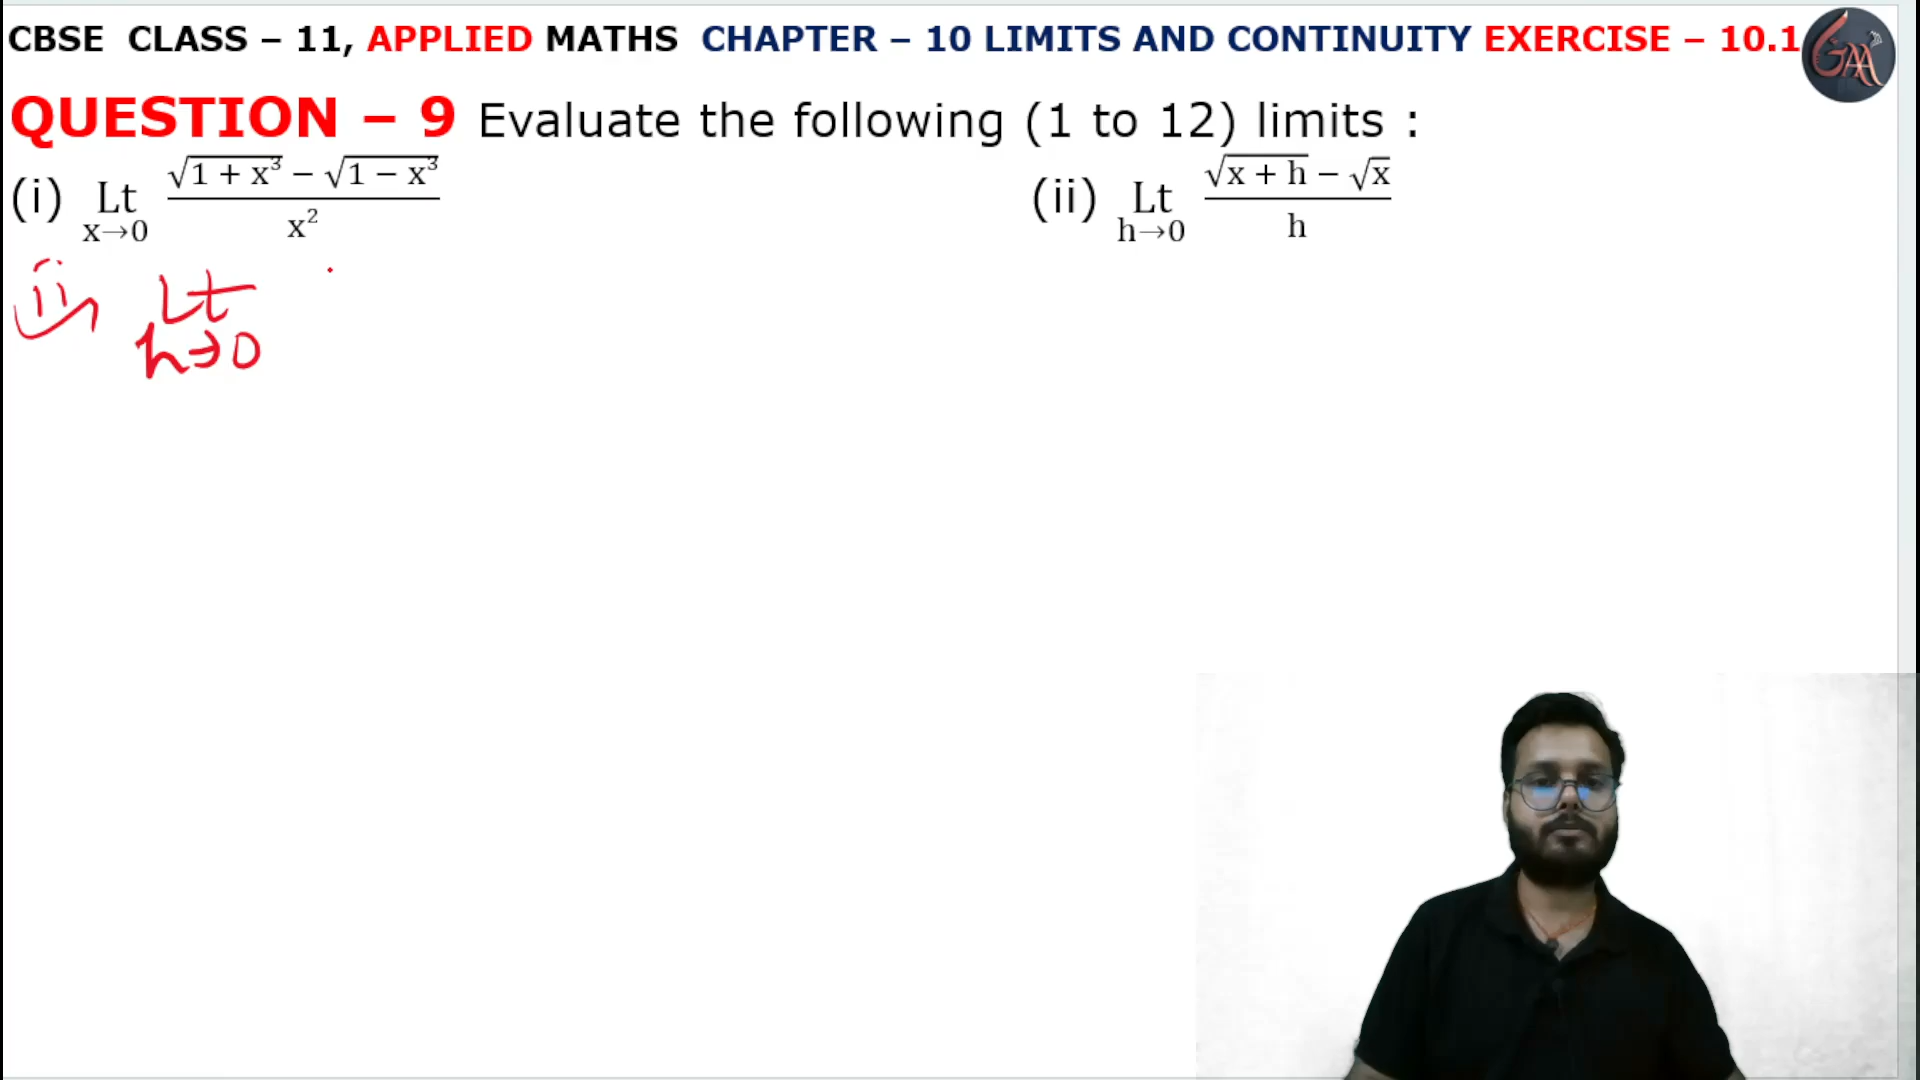 CBSE CLASS – 11, APPLIED MATHS CHAPTER – 10 LIMITS AND CONTINUITY EXERCISE – 10.1
QUESTION – 9 Evaluate the following (1 to 12) limits :
(i) Lt x→0 √(1 + x³) − √(1 − x³) / x²
(ii) Lt h→0 √(x + h) − √x / h
ii) Lt
h→0